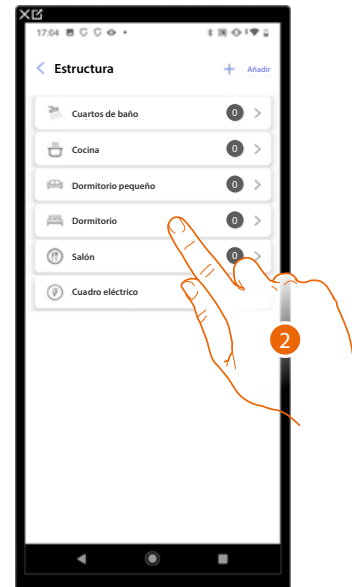 17:04
Estructura
Añadir
Cuartos de baño 0
Cocina 0
Dormitorio pequeño 0
Dormitorio 0
Salón 0
Cuadro eléctrico
2